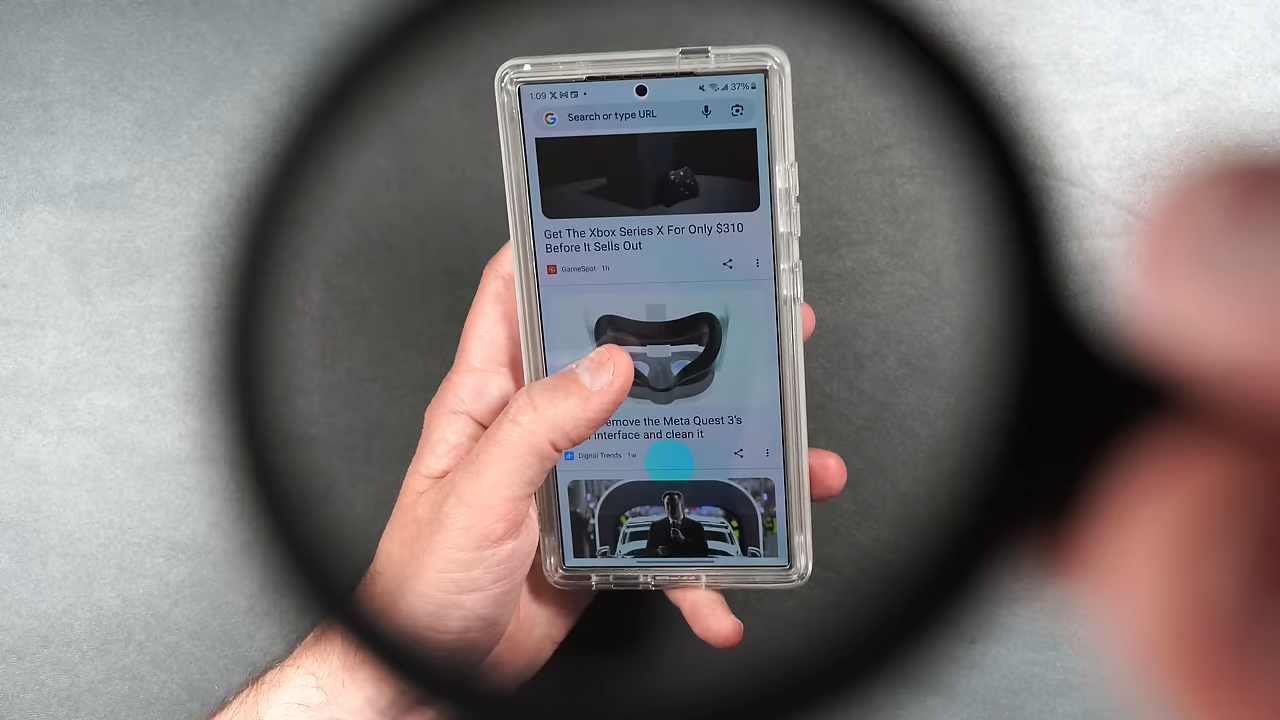 1:09
37%
Search or type URL
Get The Xbox Series X For Only $310
Before It Sells Out
GameSpot · 1h
emove the Meta Quest 3's
interface and clean it
Digital Trends · 1w